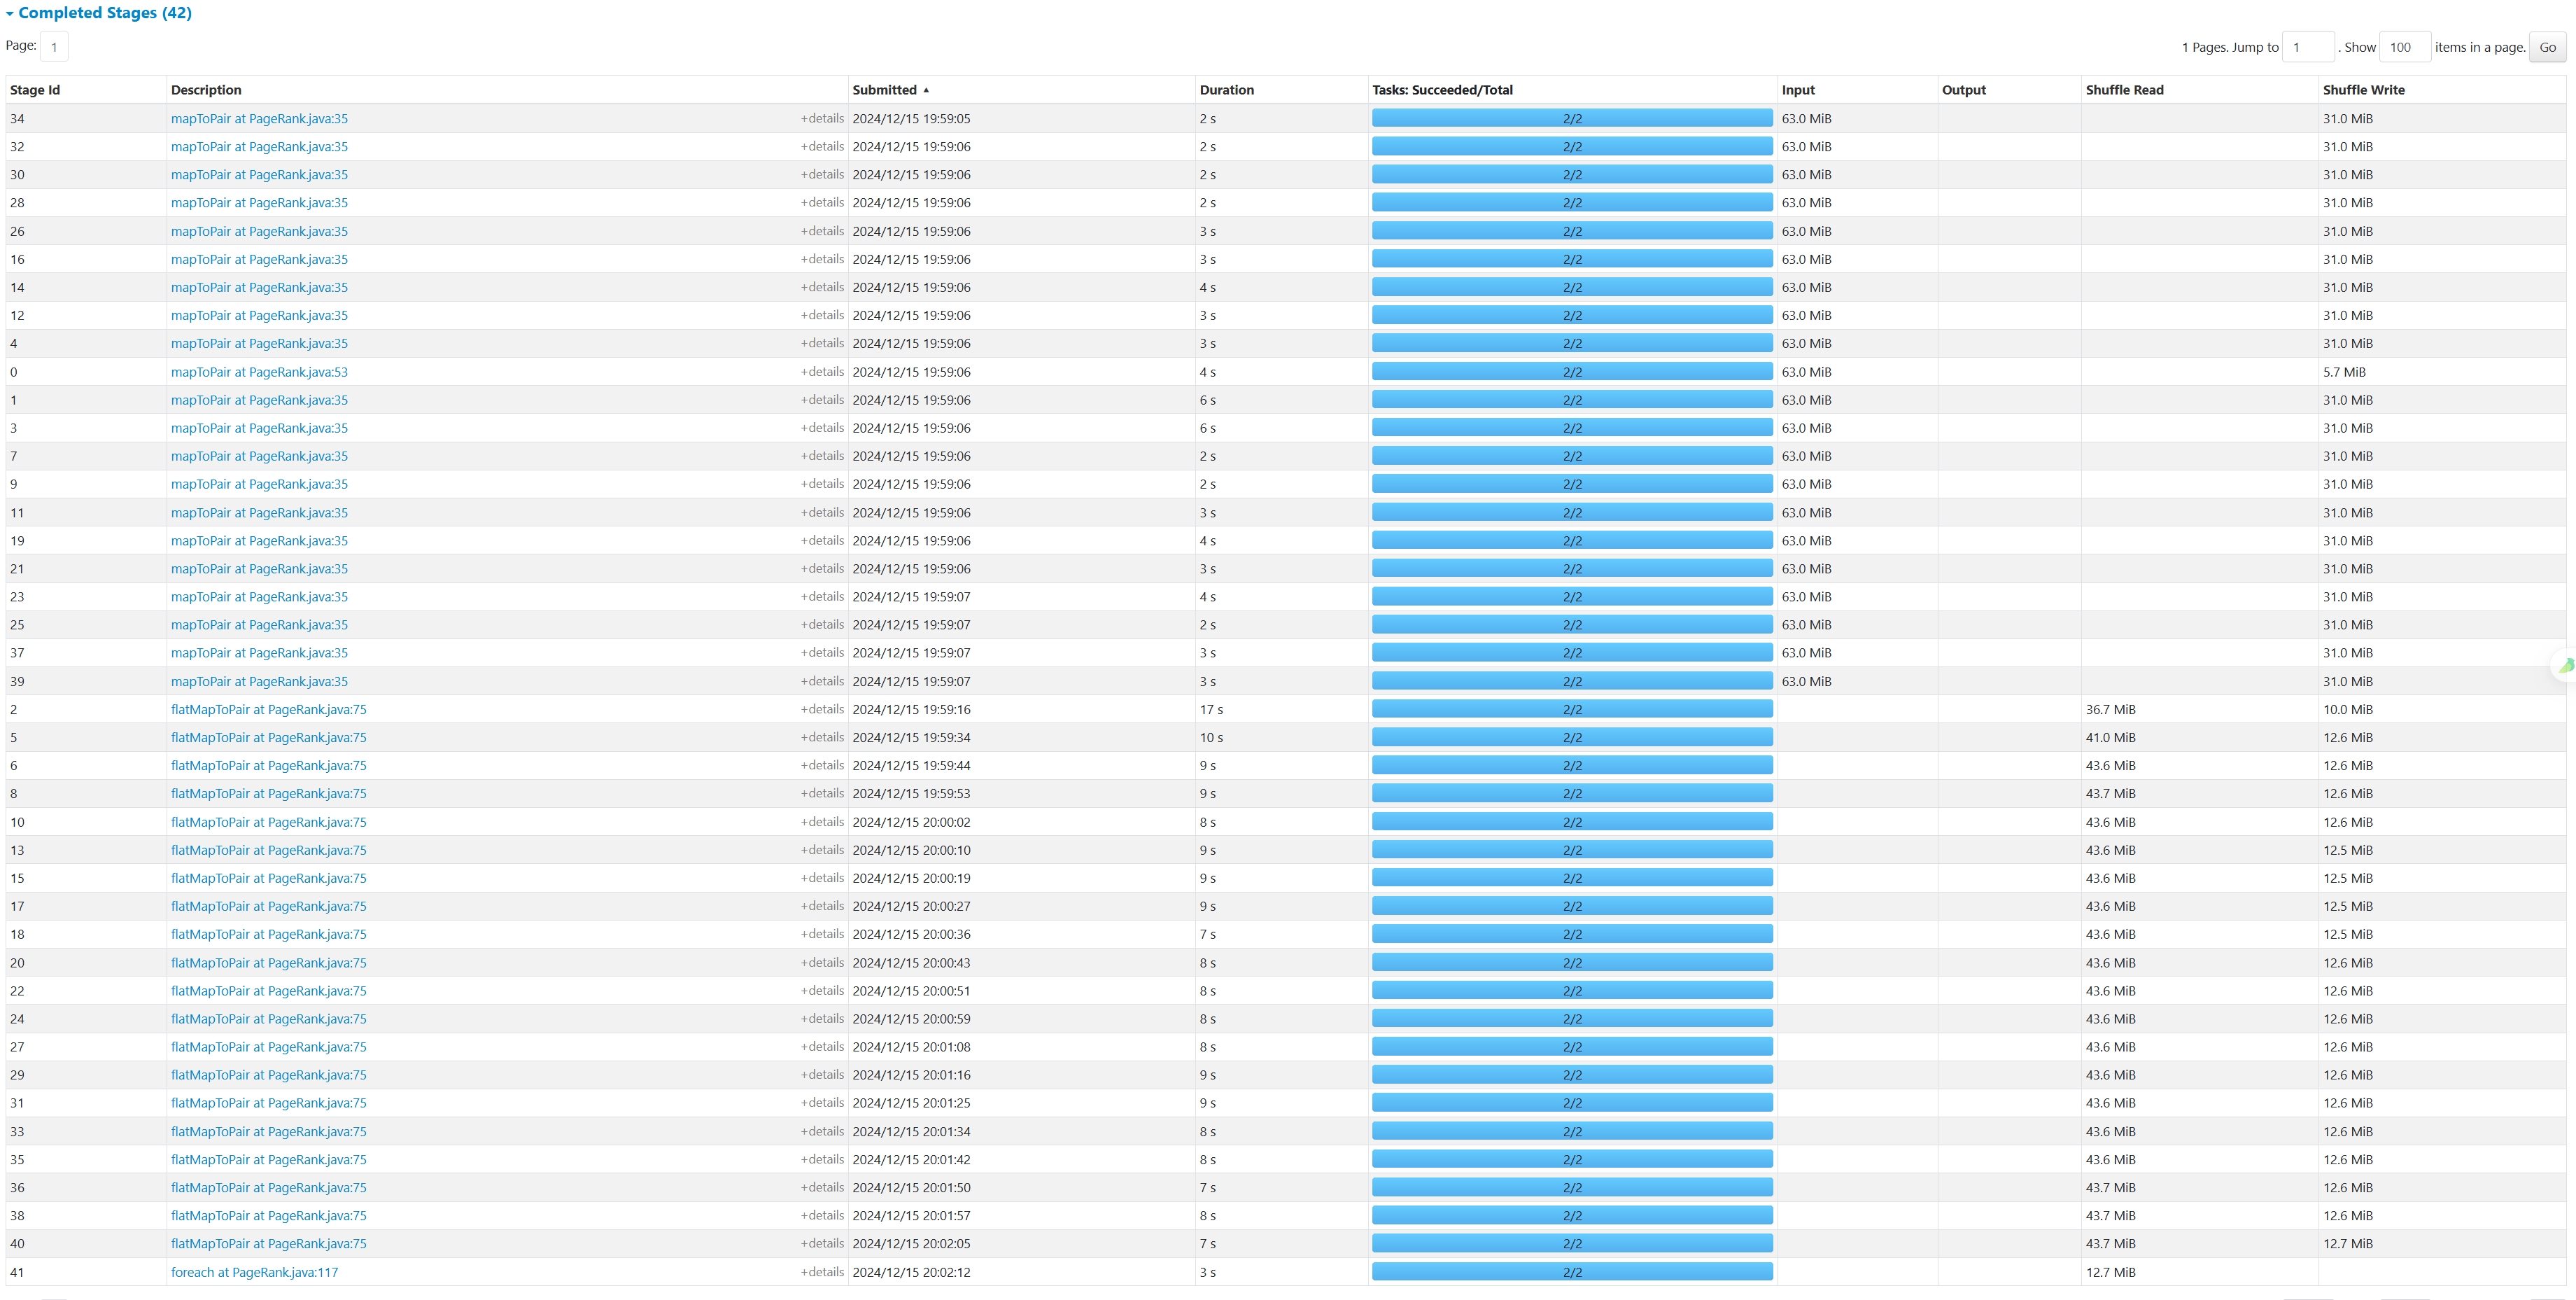 Completed Stages (42)
Page: 1
1 Pages. Jump to 1 . Show 100 items in a page. Go
Stage Id Description Submitted Duration Tasks: Succeeded/Total Input Output Shuffle Read Shuffle Write
34 mapToPair at PageRank.java:35 +details 2024/12/15 19:59:05 2 s 2/2 63.0 MiB 31.0 MiB
32 mapToPair at PageRank.java:35 +details 2024/12/15 19:59:06 2 s 2/2 63.0 MiB 31.0 MiB
30 mapToPair at PageRank.java:35 +details 2024/12/15 19:59:06 2 s 2/2 63.0 MiB 31.0 MiB
28 mapToPair at PageRank.java:35 +details 2024/12/15 19:59:06 2 s 2/2 63.0 MiB 31.0 MiB
26 mapToPair at PageRank.java:35 +details 2024/12/15 19:59:06 3 s 2/2 63.0 MiB 31.0 MiB
16 mapToPair at PageRank.java:35 +details 2024/12/15 19:59:06 3 s 2/2 63.0 MiB 31.0 MiB
14 mapToPair at PageRank.java:35 +details 2024/12/15 19:59:06 4 s 2/2 63.0 MiB 31.0 MiB
12 mapToPair at PageRank.java:35 +details 2024/12/15 19:59:06 3 s 2/2 63.0 MiB 31.0 MiB
4 mapToPair at PageRank.java:35 +details 2024/12/15 19:59:06 3 s 2/2 63.0 MiB 31.0 MiB
0 mapToPair at PageRank.java:53 +details 2024/12/15 19:59:06 4 s 2/2 63.0 MiB 5.7 MiB
1 mapToPair at PageRank.java:35 +details 2024/12/15 19:59:06 6 s 2/2 63.0 MiB 31.0 MiB
3 mapToPair at PageRank.java:35 +details 2024/12/15 19:59:06 6 s 2/2 63.0 MiB 31.0 MiB
7 mapToPair at PageRank.java:35 +details 2024/12/15 19:59:06 2 s 2/2 63.0 MiB 31.0 MiB
9 mapToPair at PageRank.java:35 +details 2024/12/15 19:59:06 2 s 2/2 63.0 MiB 31.0 MiB
11 mapToPair at PageRank.java:35 +details 2024/12/15 19:59:06 3 s 2/2 63.0 MiB 31.0 MiB
19 mapToPair at PageRank.java:35 +details 2024/12/15 19:59:06 4 s 2/2 63.0 MiB 31.0 MiB
21 mapToPair at PageRank.java:35 +details 2024/12/15 19:59:06 3 s 2/2 63.0 MiB 31.0 MiB
23 mapToPair at PageRank.java:35 +details 2024/12/15 19:59:07 4 s 2/2 63.0 MiB 31.0 MiB
25 mapToPair at PageRank.java:35 +details 2024/12/15 19:59:07 2 s 2/2 63.0 MiB 31.0 MiB
37 mapToPair at PageRank.java:35 +details 2024/12/15 19:59:07 3 s 2/2 63.0 MiB 31.0 MiB
39 mapToPair at PageRank.java:35 +details 2024/12/15 19:59:07 3 s 2/2 63.0 MiB 31.0 MiB
2 flatMapToPair at PageRank.java:75 +details 2024/12/15 19:59:16 17 s 2/2 36.7 MiB 10.0 MiB
5 flatMapToPair at PageRank.java:75 +details 2024/12/15 19:59:34 10 s 2/2 41.0 MiB 12.6 MiB
6 flatMapToPair at PageRank.java:75 +details 2024/12/15 19:59:44 9 s 2/2 43.6 MiB 12.6 MiB
8 flatMapToPair at PageRank.java:75 +details 2024/12/15 19:59:53 9 s 2/2 43.7 MiB 12.6 MiB
10 flatMapToPair at PageRank.java:75 +details 2024/12/15 20:00:02 8 s 2/2 43.6 MiB 12.6 MiB
13 flatMapToPair at PageRank.java:75 +details 2024/12/15 20:00:10 9 s 2/2 43.6 MiB 12.5 MiB
15 flatMapToPair at PageRank.java:75 +details 2024/12/15 20:00:19 9 s 2/2 43.6 MiB 12.5 MiB
17 flatMapToPair at PageRank.java:75 +details 2024/12/15 20:00:27 9 s 2/2 43.6 MiB 12.5 MiB
18 flatMapToPair at PageRank.java:75 +details 2024/12/15 20:00:36 7 s 2/2 43.6 MiB 12.5 MiB
20 flatMapToPair at PageRank.java:75 +details 2024/12/15 20:00:43 8 s 2/2 43.6 MiB 12.6 MiB
22 flatMapToPair at PageRank.java:75 +details 2024/12/15 20:00:51 8 s 2/2 43.6 MiB 12.6 MiB
24 flatMapToPair at PageRank.java:75 +details 2024/12/15 20:00:59 8 s 2/2 43.6 MiB 12.6 MiB
27 flatMapToPair at PageRank.java:75 +details 2024/12/15 20:01:08 8 s 2/2 43.6 MiB 12.6 MiB
29 flatMapToPair at PageRank.java:75 +details 2024/12/15 20:01:16 9 s 2/2 43.6 MiB 12.6 MiB
31 flatMapToPair at PageRank.java:75 +details 2024/12/15 20:01:25 9 s 2/2 43.6 MiB 12.6 MiB
33 flatMapToPair at PageRank.java:75 +details 2024/12/15 20:01:34 8 s 2/2 43.6 MiB 12.6 MiB
35 flatMapToPair at PageRank.java:75 +details 2024/12/15 20:01:42 8 s 2/2 43.6 MiB 12.6 MiB
36 flatMapToPair at PageRank.java:75 +details 2024/12/15 20:01:50 7 s 2/2 43.7 MiB 12.6 MiB
38 flatMapToPair at PageRank.java:75 +details 2024/12/15 20:01:57 8 s 2/2 43.7 MiB 12.6 MiB
40 flatMapToPair at PageRank.java:75 +details 2024/12/15 20:02:05 7 s 2/2 43.7 MiB 12.7 MiB
41 foreach at PageRank.java:117 +details 2024/12/15 20:02:12 3 s 2/2 12.7 MiB